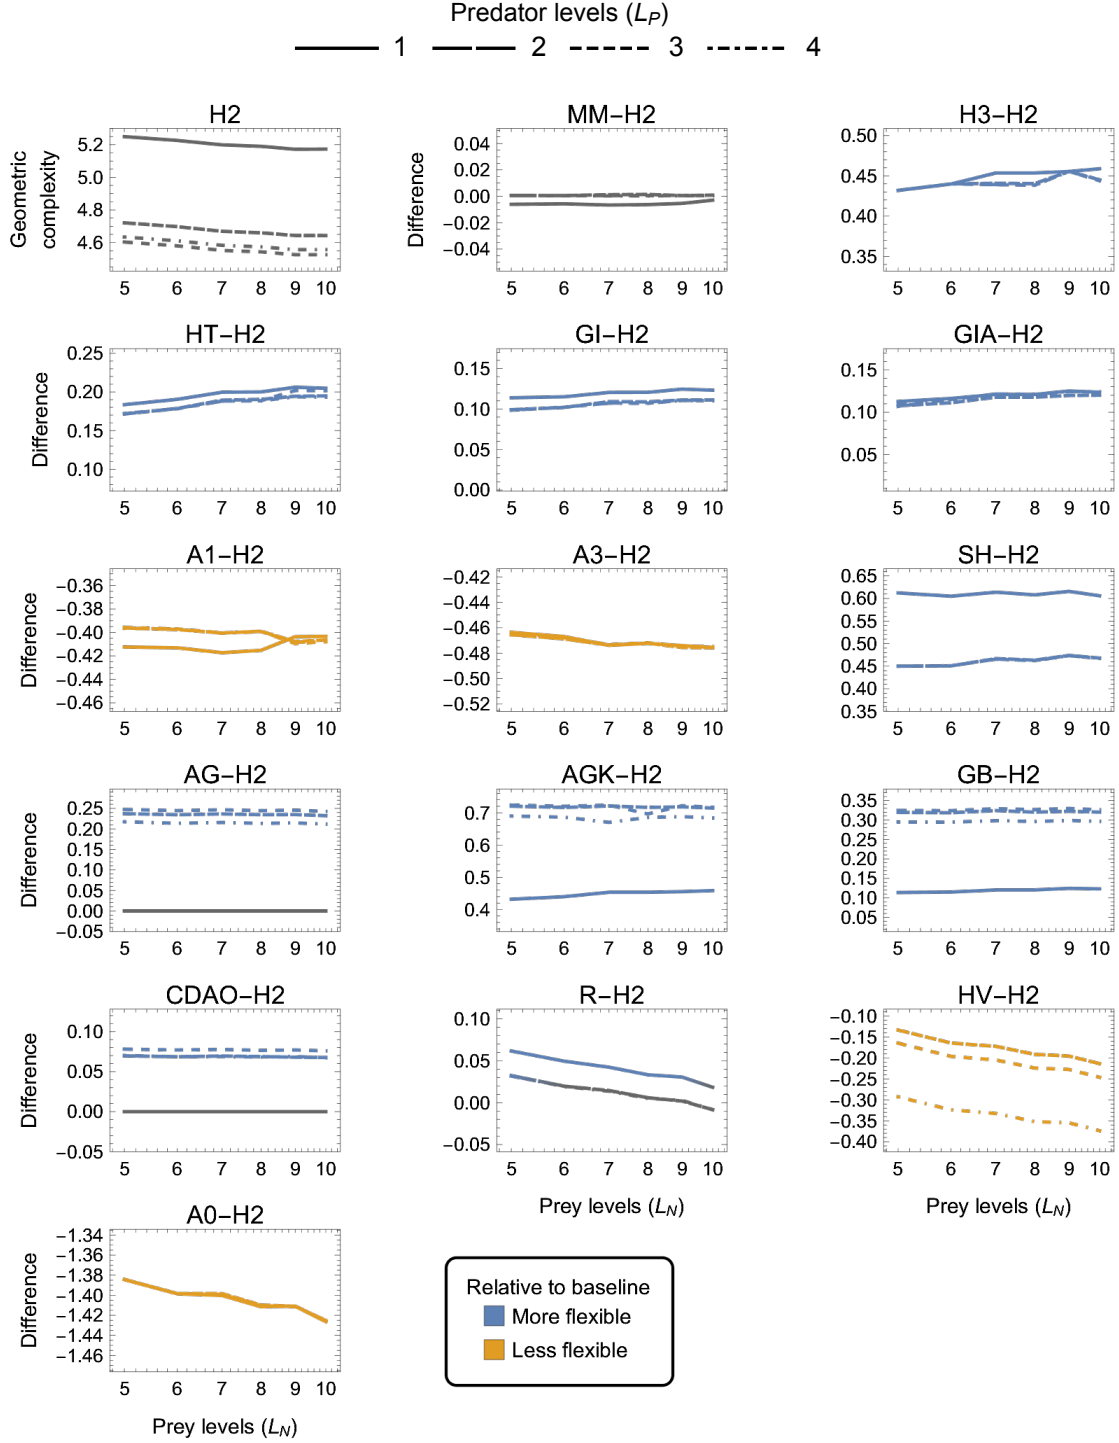 Predator levels (L_P)
1 2 3 4
H2 MM−H2 H3−H2
Geometric complexity
5.2
5.0
4.8
4.6
5 6 7 8 9 10
Difference
0.04
0.02
0.00
−0.02
−0.04
5 6 7 8 9 10
0.50
0.45
0.40
0.35
5 6 7 8 9 10
HT−H2 GI−H2 GIA−H2
Difference
0.25
0.20
0.15
0.10
5 6 7 8 9 10
0.15
0.10
0.05
0.00
5 6 7 8 9 10
0.15
0.10
0.05
5 6 7 8 9 10
A1−H2 A3−H2 SH−H2
Difference
−0.36
−0.38
−0.40
−0.42
−0.44
−0.46
5 6 7 8 9 10
−0.42
−0.44
−0.46
−0.48
−0.50
−0.52
5 6 7 8 9 10
0.65
0.60
0.55
0.50
0.45
0.40
0.35
5 6 7 8 9 10
AG−H2 AGK−H2 GB−H2
Difference
0.25
0.20
0.15
0.10
0.05
0.00
−0.05
5 6 7 8 9 10
0.7
0.6
0.5
0.4
5 6 7 8 9 10
0.35
0.30
0.25
0.20
0.15
0.10
0.05
5 6 7 8 9 10
CDAO−H2 R−H2 HV−H2
Difference
0.10
0.05
0.00
−0.05
5 6 7 8 9 10
0.10
0.05
0.00
−0.05
5 6 7 8 9 10
Prey levels (L_N)
−0.10
−0.15
−0.20
−0.25
−0.30
−0.35
−0.40
5 6 7 8 9 10
Prey levels (L_N)
A0−H2
Difference
−1.34
−1.36
−1.38
−1.40
−1.42
−1.44
−1.46
5 6 7 8 9 10
Prey levels (L_N)
Relative to baseline
More flexible
Less flexible